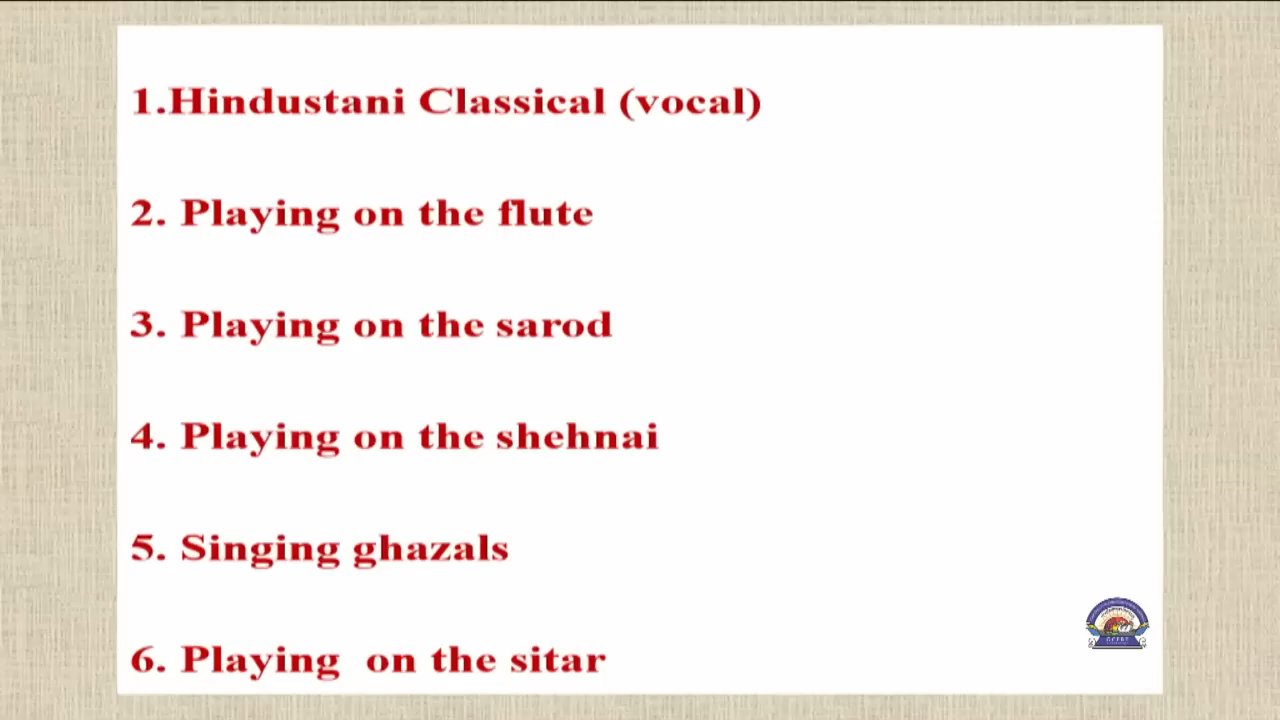 1.Hindustani Classical (vocal)
2. Playing on the flute
3. Playing on the sarod
4. Playing on the shehnai
5. Singing ghazals
6. Playing on the sitar